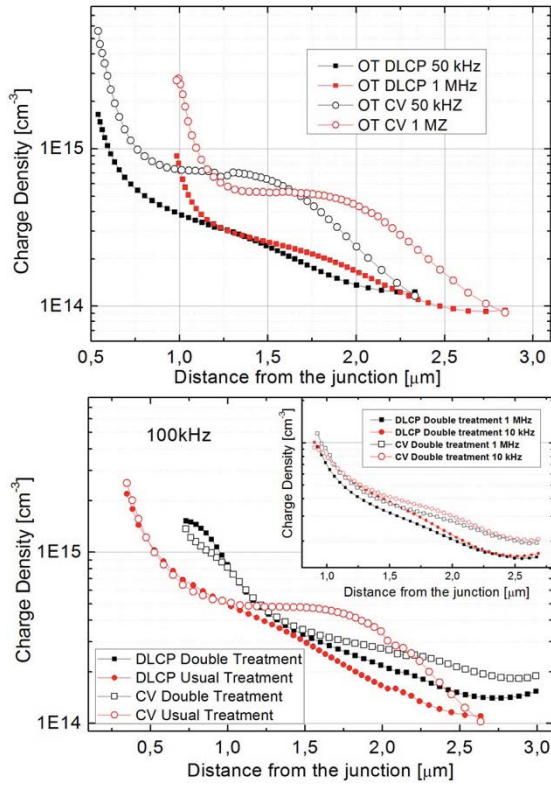 OT DLCP 50 kHz
OT DLCP 1 MHz
OT CV 50 kHZ
OT CV 1 MZ
Charge Density [cm-3]
1E15
1E14
0,5 1,0 1,5 2,0 2,5 3,0
Distance from the junction [µm]
100kHz
DLCP Double treatment 1 MHz
DLCP Double treatment 10 kHz
CV Double treatment 1 MHz
CV Double treatment 10 kHz
Charge Density [cm-3]
1,0 1,5 2,0 2,5
Distance from the junction [µm]
Charge Density [cm-3]
1E15
1E14
DLCP Double Treatment
DLCP Usual Treatment
CV Double Treatment
CV Usual Treatment
0,5 1,0 1,5 2,0 2,5 3,0
Distance from the junction [µm]